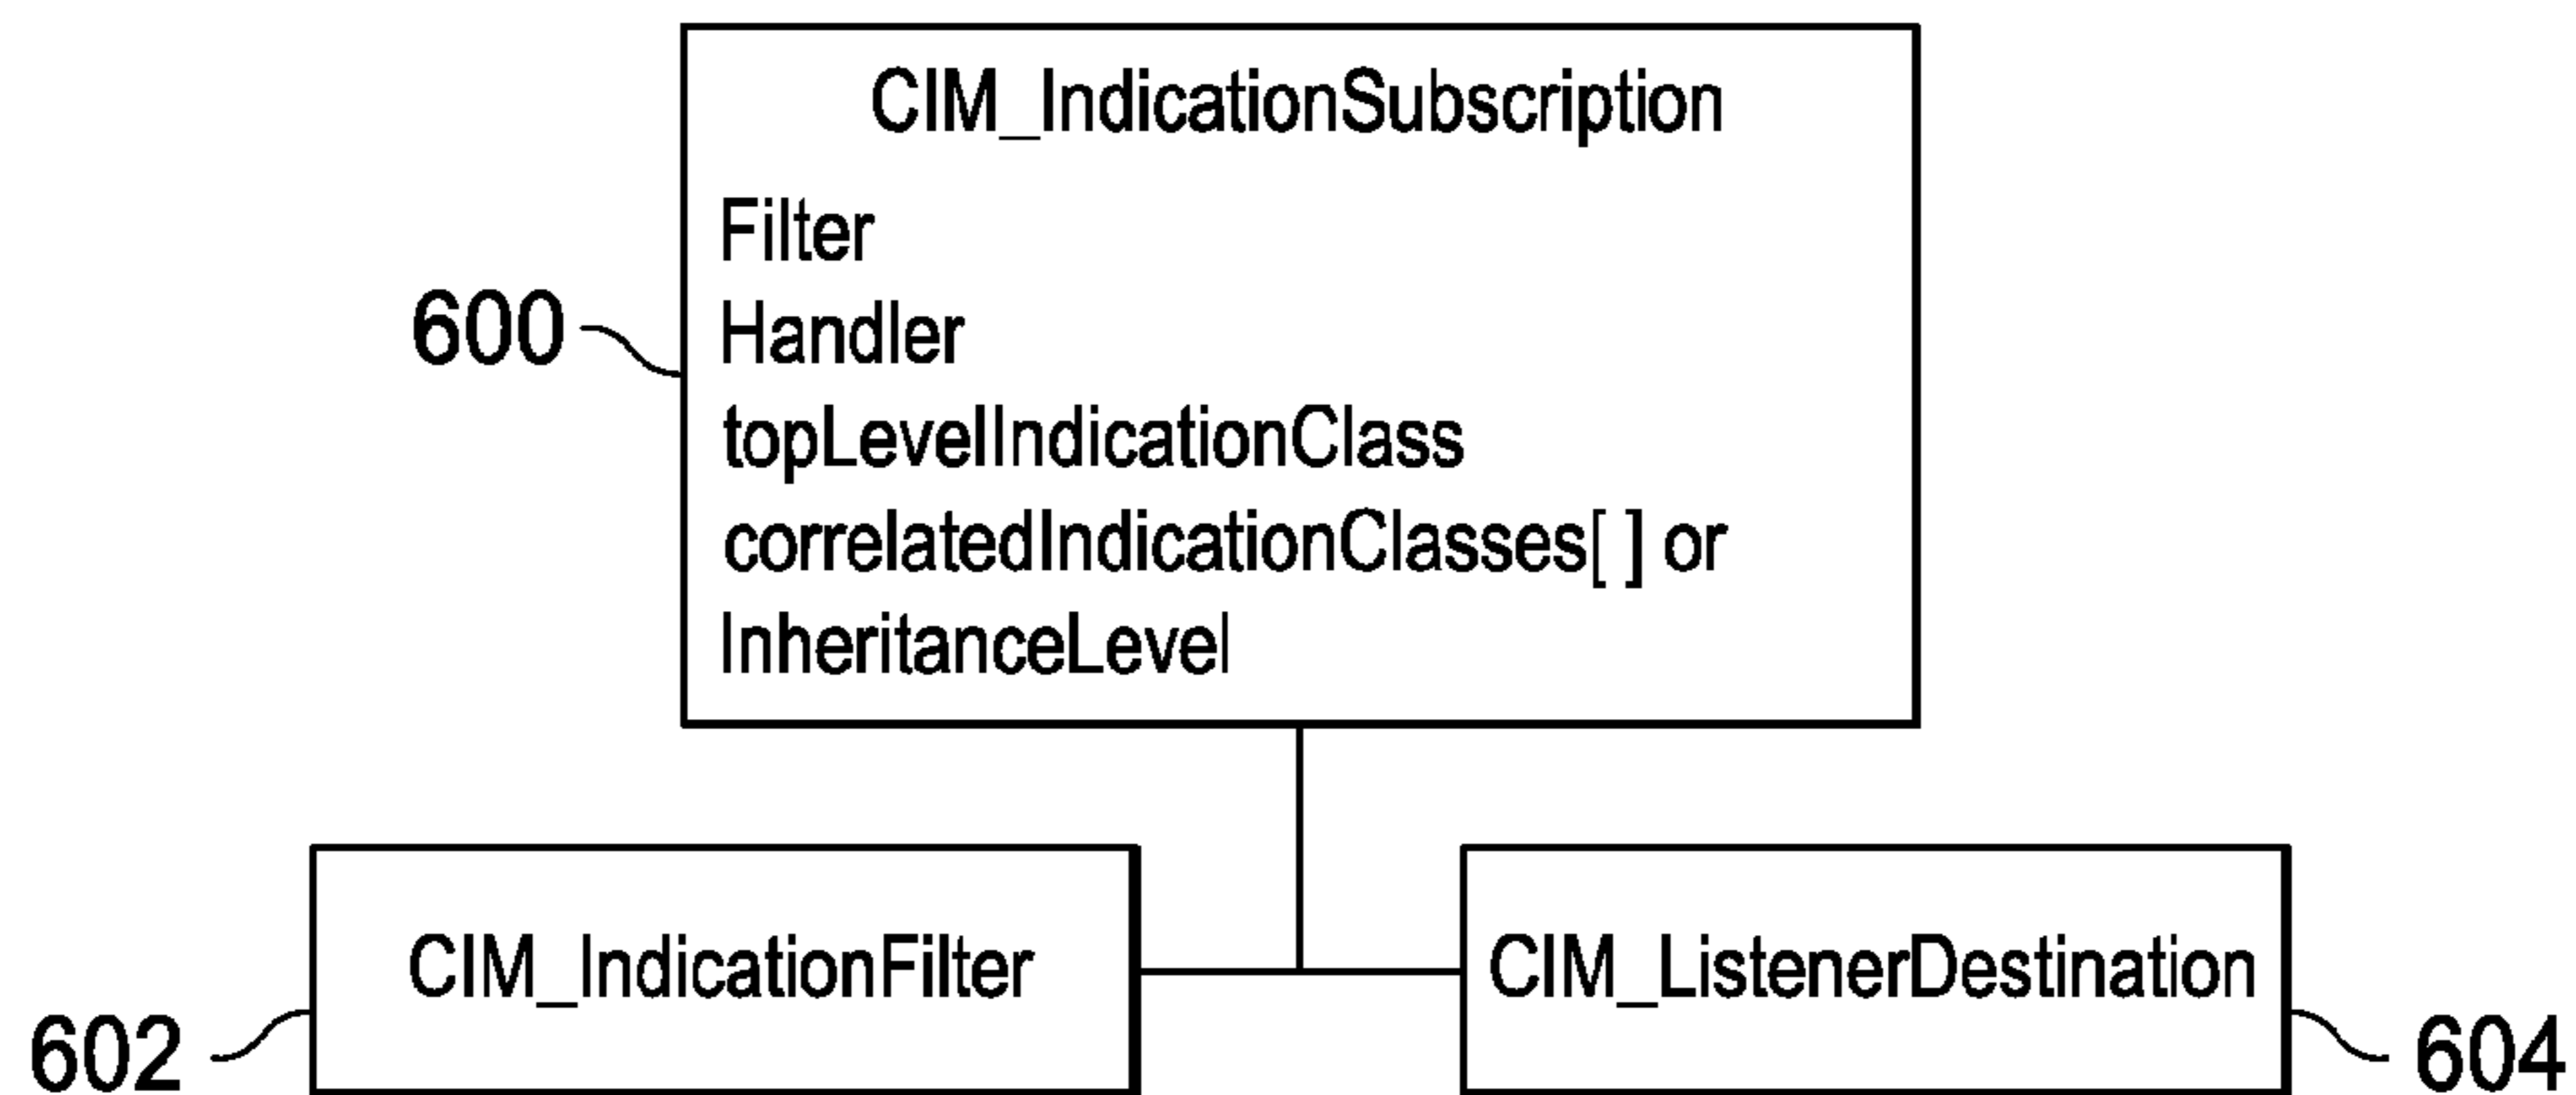 CIM_IndicationSubscription
Filter
600
Handler
topLevelIndicationClass
correlatedIndicationClasses[ ] or
InheritanceLevel
CIM_IndicationFilter
CIM_ListenerDestination
602
604